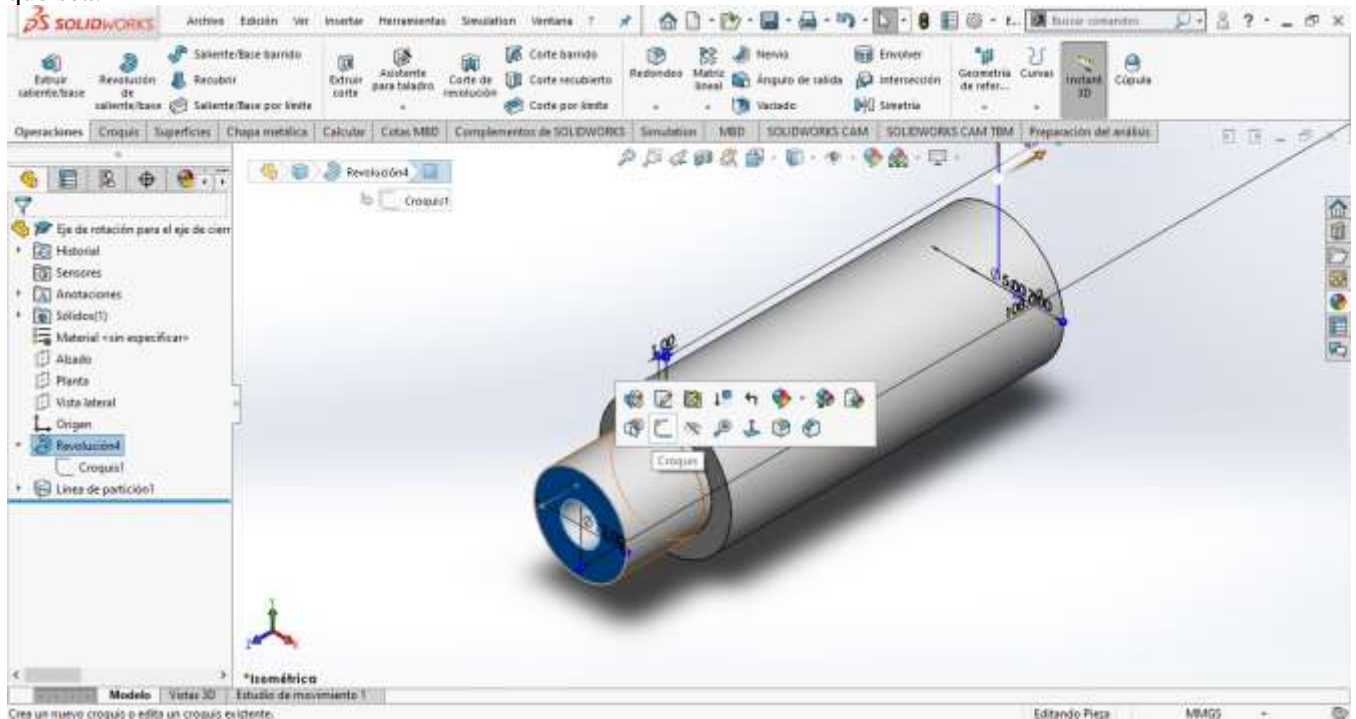 SOLIDWORKS
Archivo Edición Ver Insertar Herramientas Simulation Ventana ?
Buscar comandos
Extruir saliente/base
Revolución de saliente/base
Saliente/Base barrido
Recubrir
Saliente/Base por límite
Extruir corte
Asistente para taladro
Corte de revolución
Corte barrido
Corte recubierto
Corte por límite
Redondeo
Matriz lineal
Nervio
Ángulo de salida
Vaciado
Envolver
Intersección
Simetría
Geometría de refer...
Curvas
Instant 3D
Cúpula
Operaciones Croquis Superficies Chapa metálica Calcular Cotas MBD Complementos de SOLIDWORKS Simulation MBD SOLIDWORKS CAM SOLIDWORKS CAM TBM Preparación del análisis
Revolución4
Croquis1
Eje de rotación para el eje de cierr
Historial
Sensores
Anotaciones
Sólidos(1)
Material <sin especificar>
Alzado
Planta
Vista lateral
Origen
Revolución4
Croquis1
Línea de partición1
Croquis
*Isométrica
Modelo Vistas 3D Estudio de movimiento 1
Crea un nuevo croquis o edita un croquis existente.
Editando Pieza
MMGS